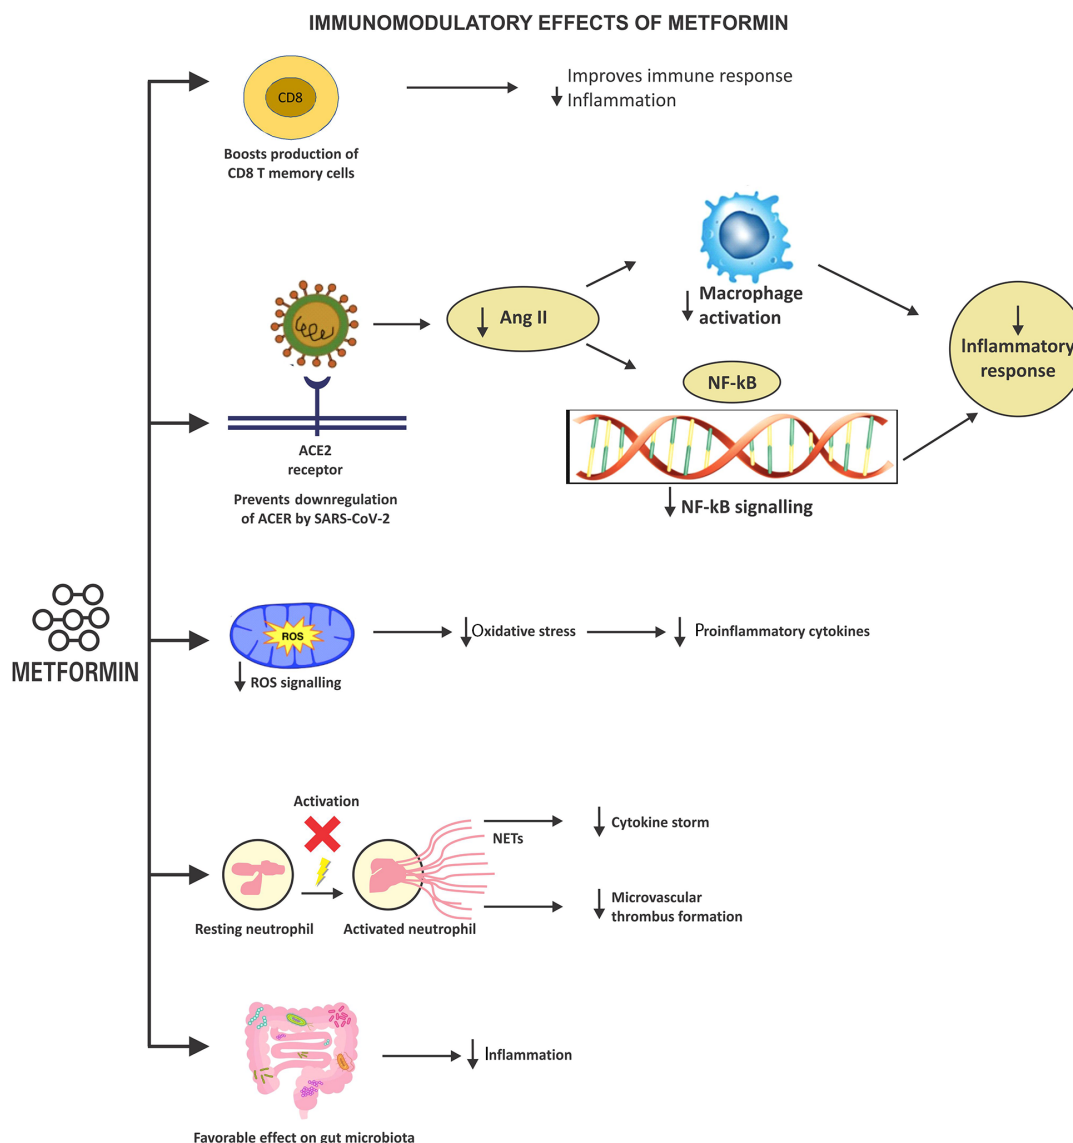 IMMUNOMODULATORY EFFECTS OF METFORMIN
CD8
Boosts production of
CD8 T memory cells
Improves immune response
↓ Inflammation
↓ Ang II
↓ Macrophage
activation
NF-kB
↓ NF-kB signalling
↓
Inflammatory
response
ACE2
receptor
Prevents downregulation
of ACER by SARS-CoV-2
METFORMIN
ROS
↓ ROS signalling
↓ Oxidative stress
↓ Proinflammatory cytokines
Activation
Resting neutrophil
Activated neutrophil
NETs
↓ Cytokine storm
↓ Microvascular
thrombus formation
↓ Inflammation
Favorable effect on gut microbiota